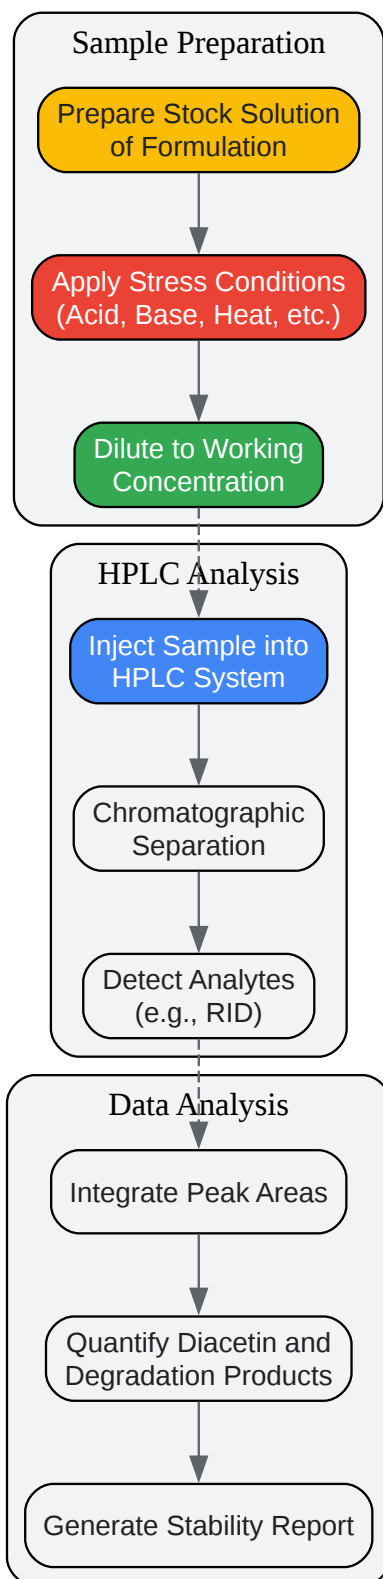 Sample Preparation
Prepare Stock Solution
of Formulation
Apply Stress Conditions
(Acid, Base, Heat, etc.)
Dilute to Working
Concentration
HPLC Analysis
Inject Sample into
HPLC System
Chromatographic
Separation
Detect Analytes
(e.g., RID)
Data Analysis
Integrate Peak Areas
Quantify Diacetin and
Degradation Products
Generate Stability Report